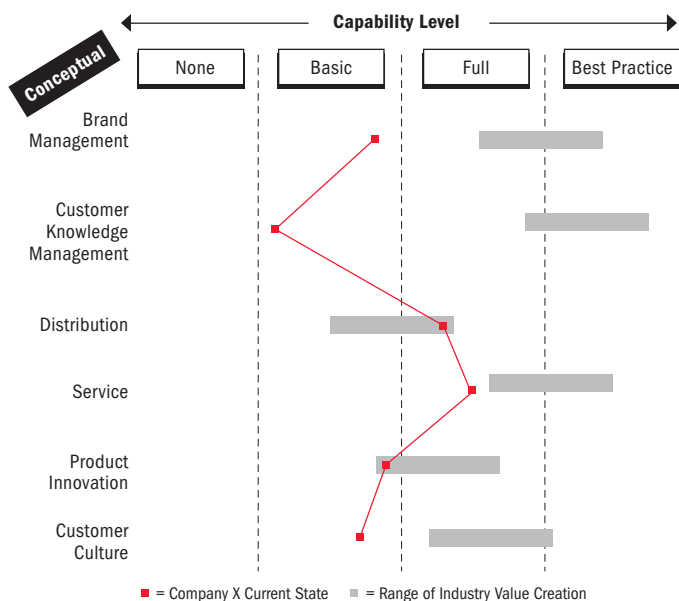 Capability Level
Conceptual
None
Basic
Full
Best Practice
Brand
Management
Customer
Knowledge
Management
Distribution
Service
Product
Innovation
Customer
Culture
= Company X Current State
= Range of Industry Value Creation